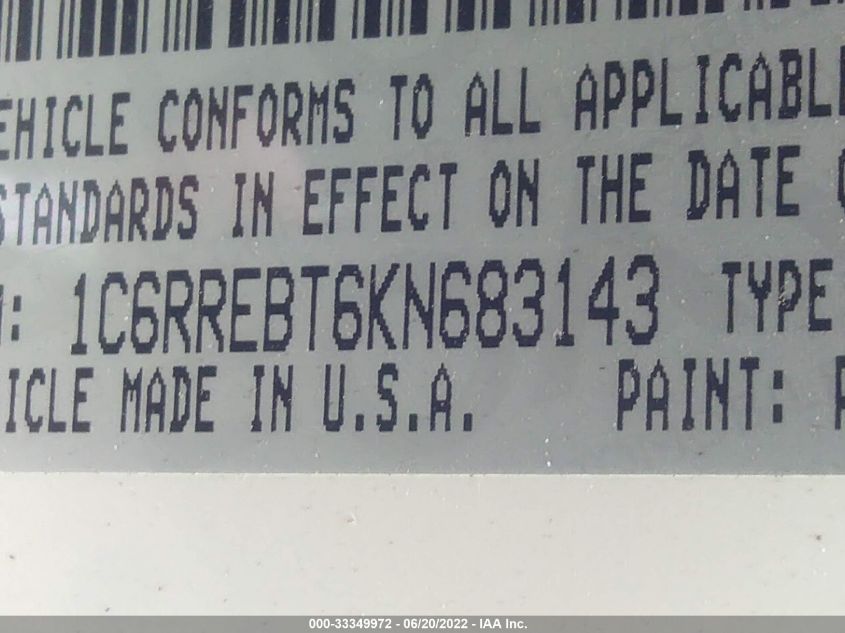 EHICLE CONFORMS TO ALL APPLICABL
STANDARDS IN EFFECT ON THE DATE
: 1C6RREBT6KN683143 TYPE
ICLE MADE IN U.S.A. PAINT:
000-33349972 - 06/20/2022 - IAA Inc.